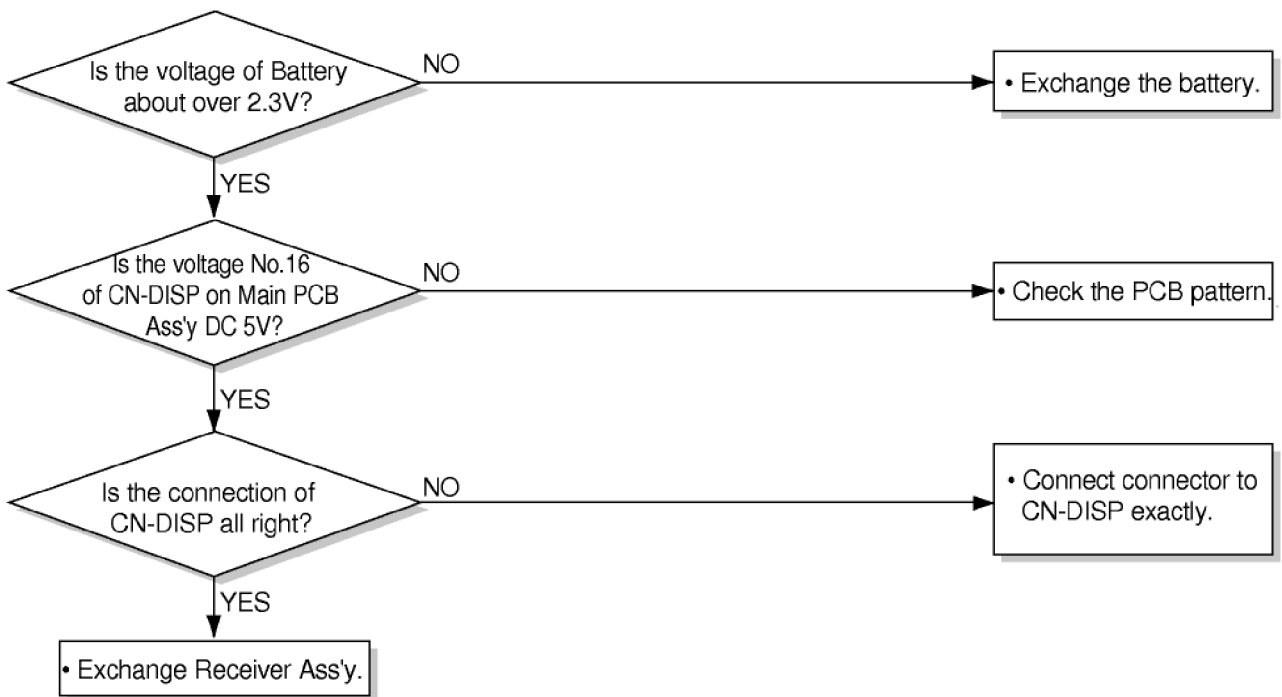 Is the voltage of Battery
about over 2.3V?
NO
• Exchange the battery.
YES
Is the voltage No.16
of CN-DISP on Main PCB
Ass'y DC 5V?
NO
• Check the PCB pattern.
YES
Is the connection of
CN-DISP all right?
NO
• Connect connector to
CN-DISP exactly.
YES
• Exchange Receiver Ass'y.